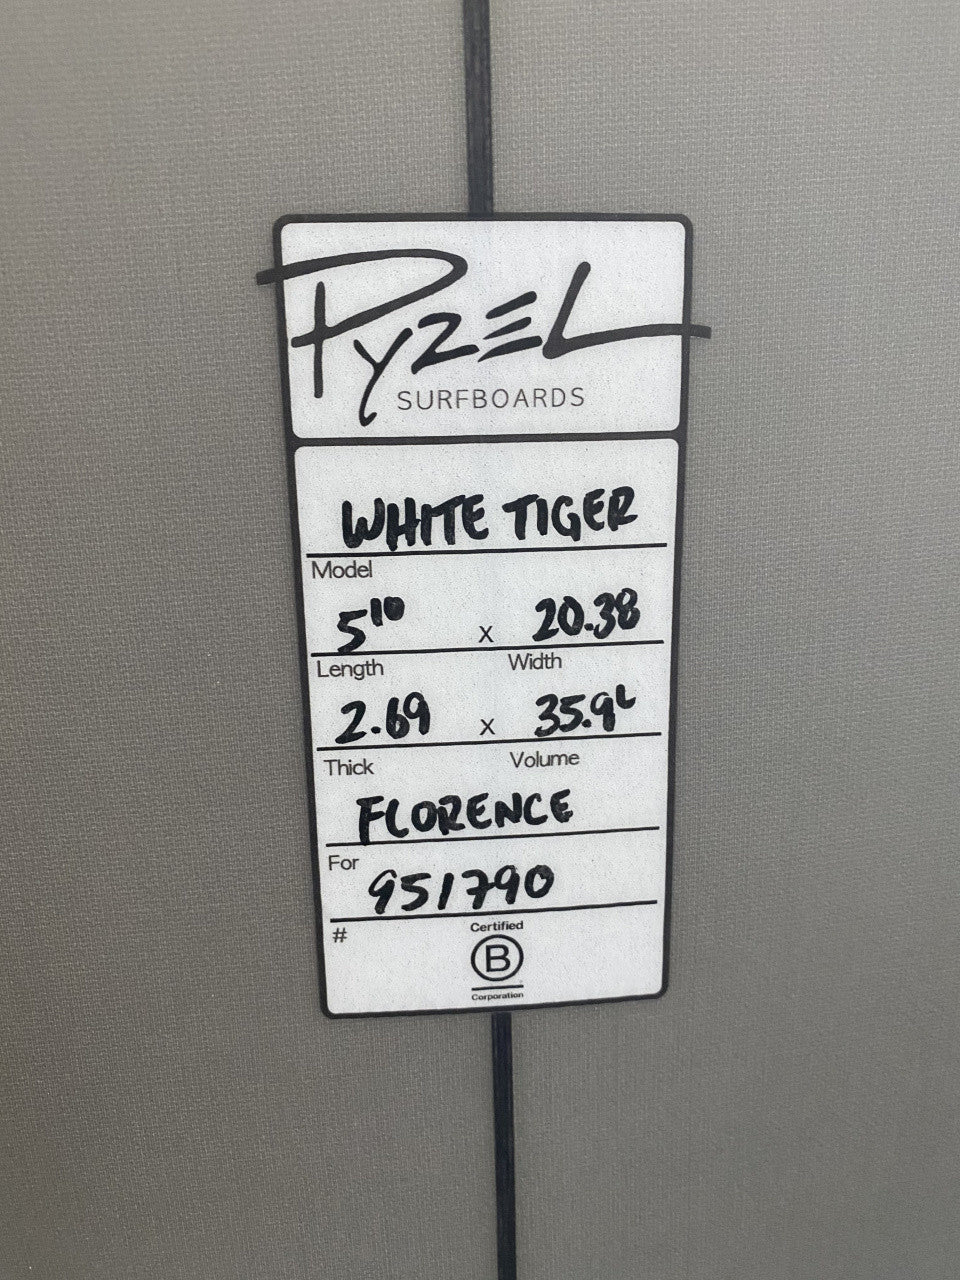 PYZEL
SURFBOARDS
WHITE TIGER
Model
5'10 x 20.38
Length Width
2.69 x 35.9L
Thick Volume
FLORENCE
For
951790
#
Certified
B
Corporation